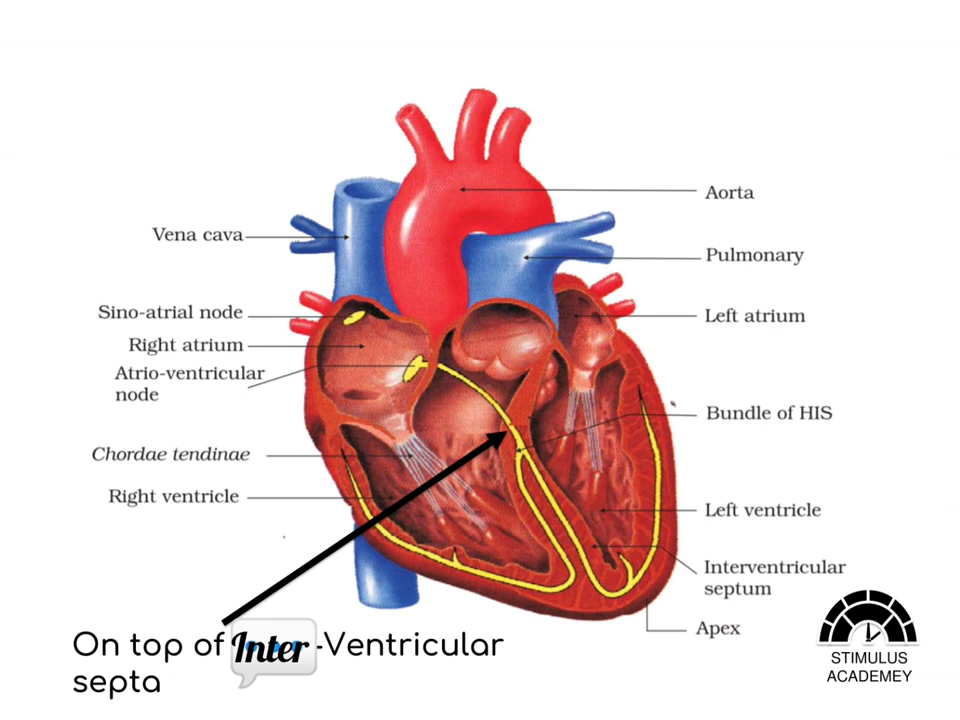 Aorta
Vena cava
Pulmonary
Sino-atrial node
Left atrium
Right atrium
Atrio-ventricular
node
Bundle of HIS
Chordae tendinae
Right ventricle
Left ventricle
Interventricular
septum
Apex
On top of Inter -Ventricular
septa
STIMULUS
ACADEMEY